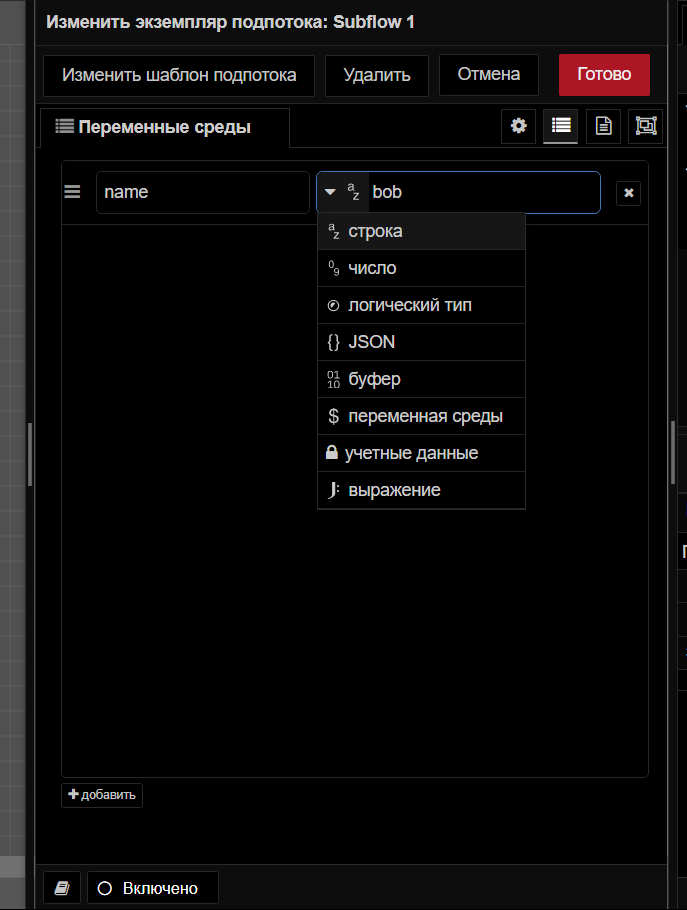 Изменить экземпляр подпотока: Subflow 1
Изменить шаблон подпотока Удалить Отмена Готово
Переменные среды
name bob
строка
число
логический тип
{} JSON
буфер
$ переменная среды
учетные данные
J: выражение
добавить
Включено